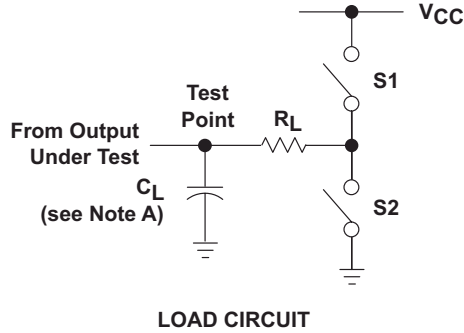 VCC
S1
Test
Point
RL
From Output
Under Test
CL
(see Note A)
S2
LOAD CIRCUIT